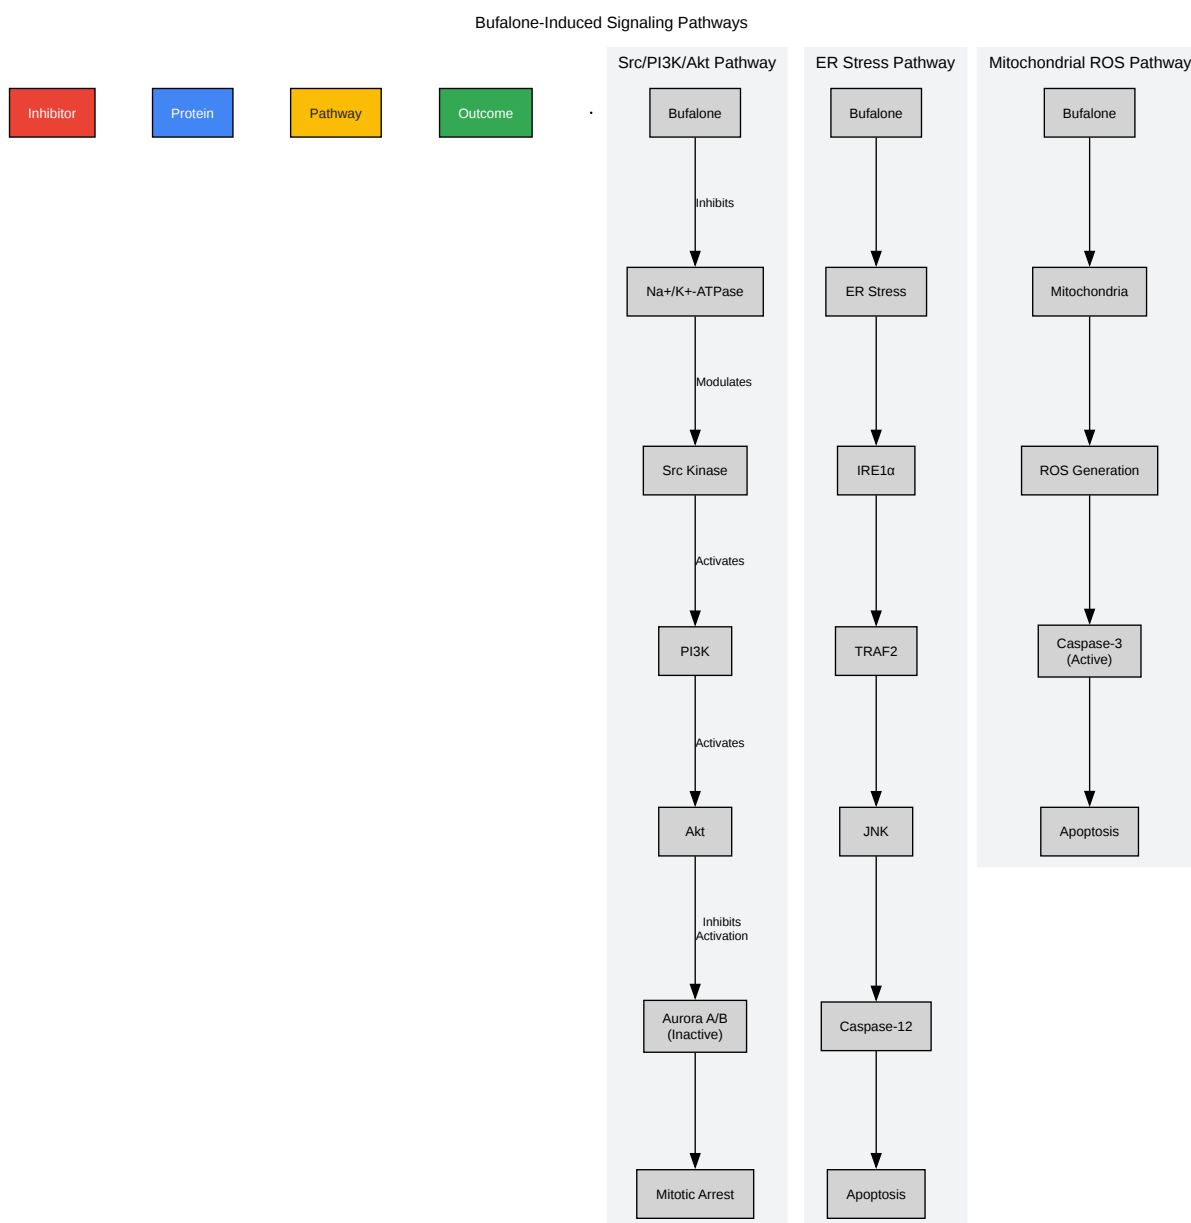 Bufalone-Induced Signaling Pathways
Inhibitor
Protein
Pathway
Outcome
.
Src/PI3K/Akt Pathway
Bufalone
Inhibits
Na+/K+-ATPase
Modulates
Src Kinase
Activates
PI3K
Activates
Akt
Inhibits
Activation
Aurora A/B
(Inactive)
Mitotic Arrest
ER Stress Pathway
Bufalone
ER Stress
IRE1α
TRAF2
JNK
Caspase-12
Apoptosis
Mitochondrial ROS Pathway
Bufalone
Mitochondria
ROS Generation
Caspase-3
(Active)
Apoptosis